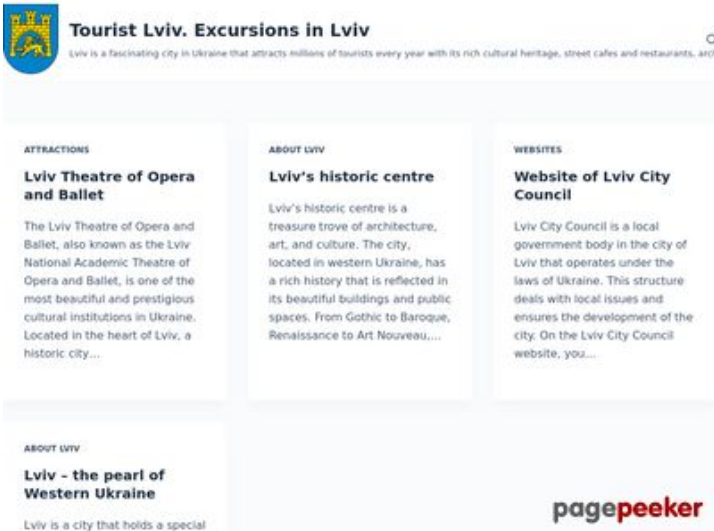 Tourist Lviv. Excursions in Lviv
Lviv is a fascinating city in Ukraine that attracts millions of tourists every year with its rich cultural heritage, street cafes and restaurants,
ATTRACTIONS
Lviv Theatre of Opera
and Ballet
The Lviv Theatre of Opera and
Ballet, also known as the Lviv
National Academic Theatre of
Opera and Ballet, is one of the
most beautiful and prestigious
cultural institutions in Ukraine.
Located in the heart of Lviv, a
historic city...
ABOUT LVIV
Lviv's historic centre
Lviv's historic centre is a
treasure trove of architecture,
art, and culture. The city,
located in western Ukraine, has
a rich history that is reflected in
its beautiful buildings and public
spaces. From Gothic to Baroque,
Renaissance to Art Nouveau,...
WEBSITES
Website of Lviv City
Council
Lviv City Council is a local
government body in the city of
Lviv that operates under the
laws of Ukraine. This structure
deals with local issues and
ensures the development of the
city. On the Lviv City Council
website, you...
ABOUT LVIV
Lviv – the pearl of
Western Ukraine
Lviv is a city that holds a special
pagepeeker